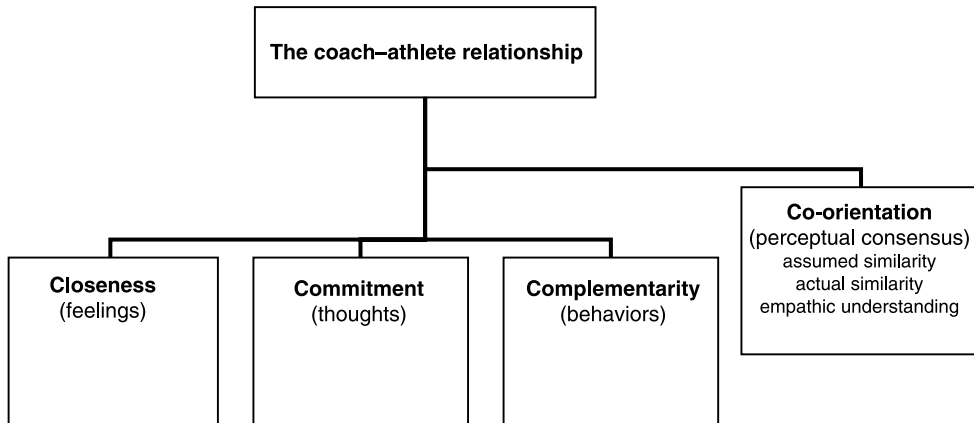 The coach–athlete relationship
Co-orientation
(perceptual consensus)
assumed similarity
actual similarity
empathic understanding
Closeness
(feelings)
Commitment
(thoughts)
Complementarity
(behaviors)